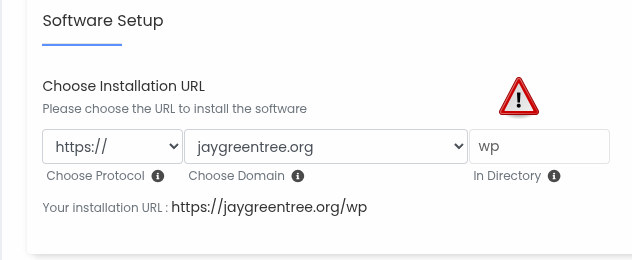 Software Setup
Choose Installation URL
Please choose the URL to install the software
!
https:// jaygreentree.org wp
Choose Protocol i Choose Domain i In Directory i
Your installation URL : https://jaygreentree.org/wp